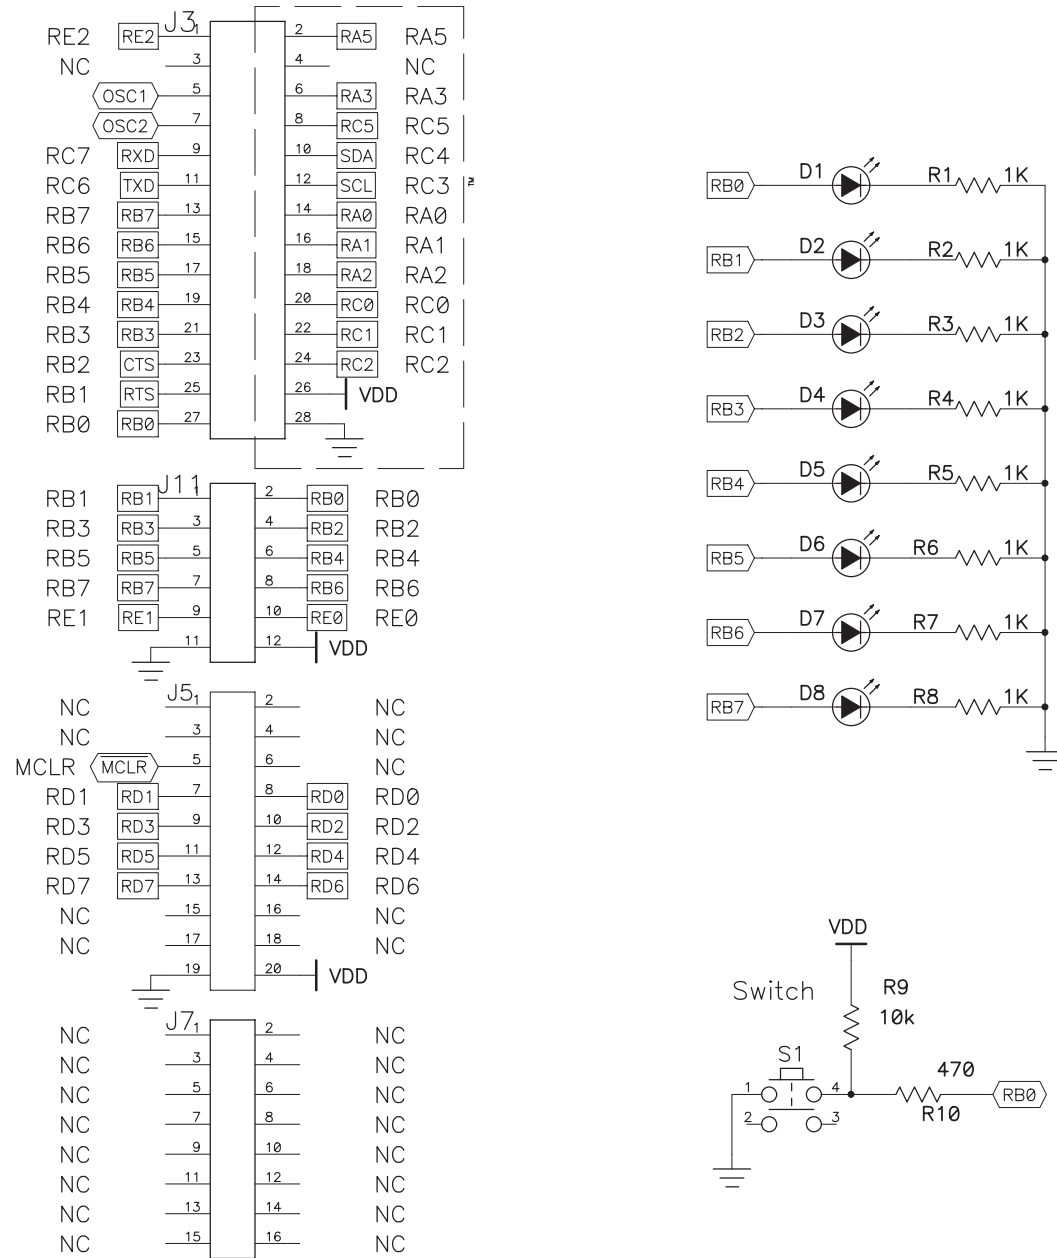 J3
RE2 RE2 1 2 RA5 RA5
NC 3 4 NC
OSC1 5 6 RA3 RA3
OSC2 7 8 RC5 RC5
RC7 RXD 9 10 SDA RC4
RC6 TXD 11 12 SCL RC3 ™
RB7 RB7 13 14 RA0 RA0
RB6 RB6 15 16 RA1 RA1
RB5 RB5 17 18 RA2 RA2
RB4 RB4 19 20 RC0 RC0
RB3 RB3 21 22 RC1 RC1
RB2 CTS 23 24 RC2 RC2
RB1 RTS 25 26 VDD
RB0 RB0 27 28
J11
RB1 RB1 1 2 RB0 RB0
RB3 RB3 3 4 RB2 RB2
RB5 RB5 5 6 RB4 RB4
RB7 RB7 7 8 RB6 RB6
RE1 RE1 9 10 RE0 RE0
11 12 VDD
J5
NC 1 2 NC
NC 3 4 NC
MCLR MCLR 5 6 NC
RD1 RD1 7 8 RD0 RD0
RD3 RD3 9 10 RD2 RD2
RD5 RD5 11 12 RD4 RD4
RD7 RD7 13 14 RD6 RD6
NC 15 16 NC
NC 17 18 NC
19 20 VDD
J7
NC 1 2 NC
NC 3 4 NC
NC 5 6 NC
NC 7 8 NC
NC 9 10 NC
NC 11 12 NC
NC 13 14 NC
NC 15 16 NC
RB0 D1 R1 1K
RB1 D2 R2 1K
RB2 D3 R3 1K
RB3 D4 R4 1K
RB4 D5 R5 1K
RB5 D6 R6 1K
RB6 D7 R7 1K
RB7 D8 R8 1K
VDD
Switch R9
10k
S1
470
1 4 RB0
R10
2 3